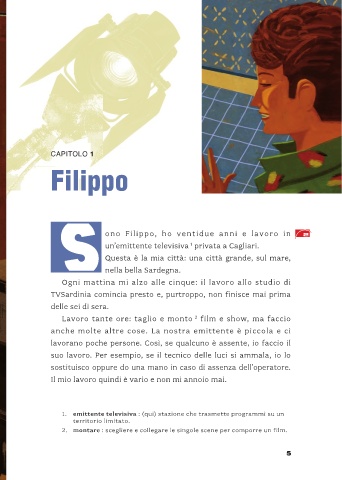 CAPITOLO 1
Filippo
Sono Filippo, ho ventidue anni e lavoro in
un'emittente televisiva 1 privata a Cagliari.
Questa è la mia città: una città grande, sul mare,
nella bella Sardegna.
Ogni mattina mi alzo alle cinque: il lavoro allo studio di
TVSardinia comincia presto e, purtroppo, non finisce mai prima
delle sei di sera.
Lavoro tante ore: taglio e monto 2 film e show, ma faccio
anche molte altre cose. La nostra emittente è piccola e ci
lavorano poche persone. Così, se qualcuno è assente, io faccio il
suo lavoro. Per esempio, se il tecnico delle luci si ammala, io lo
sostituisco oppure do una mano in caso di assenza dell'operatore.
Il mio lavoro quindi è vario e non mi annoio mai.
1. emittente televisiva : (qui) stazione che trasmette programmi su un
territorio limitato.
2. montare : scegliere e collegare le singole scene per comporre un film.
5